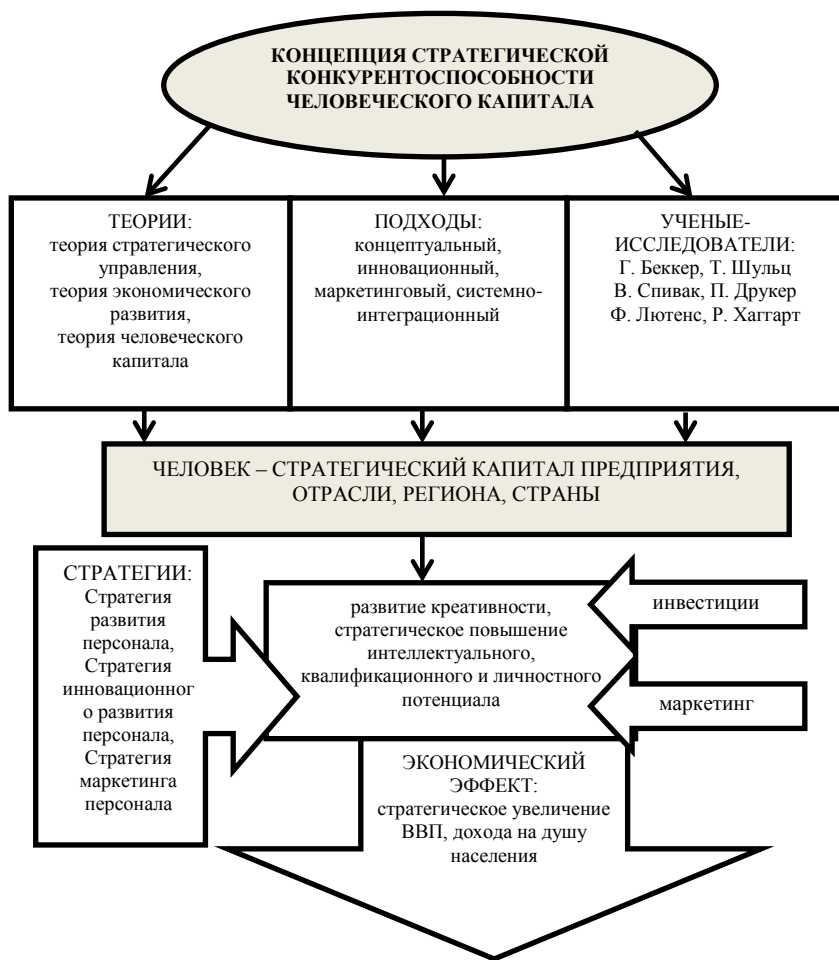 КОНЦЕПЦИЯ СТРАТЕГИЧЕСКОЙ
КОНКУРЕНТОСПОСОБНОСТИ
ЧЕЛОВЕЧЕСКОГО КАПИТАЛА
ТЕОРИИ:
теория стратегического
управления,
теория экономического
развития,
теория человеческого
капитала
ПОДХОДЫ:
концептуальный,
инновационный,
маркетинговый, системно-
интеграционный
УЧЕНЫЕ-
ИССЛЕДОВАТЕЛИ:
Г. Беккер, Т. Шульц
В. Спивак, П. Друкер
Ф. Лютенс, Р. Хаггарт
ЧЕЛОВЕК – СТРАТЕГИЧЕСКИЙ КАПИТАЛ ПРЕДПРИЯТИЯ,
ОТРАСЛИ, РЕГИОНА, СТРАНЫ
СТРАТЕГИИ:
Стратегия
развития
персонала,
Стратегия
инновационног
о развития
персонала,
Стратегия
маркетинга
персонала
развитие креативности,
стратегическое повышение
интеллектуального,
квалификационного и личностного
потенциала
инвестиции
маркетинг
ЭКОНОМИЧЕСКИЙ
ЭФФЕКТ:
стратегическое увеличение
ВВП, дохода на душу
населения